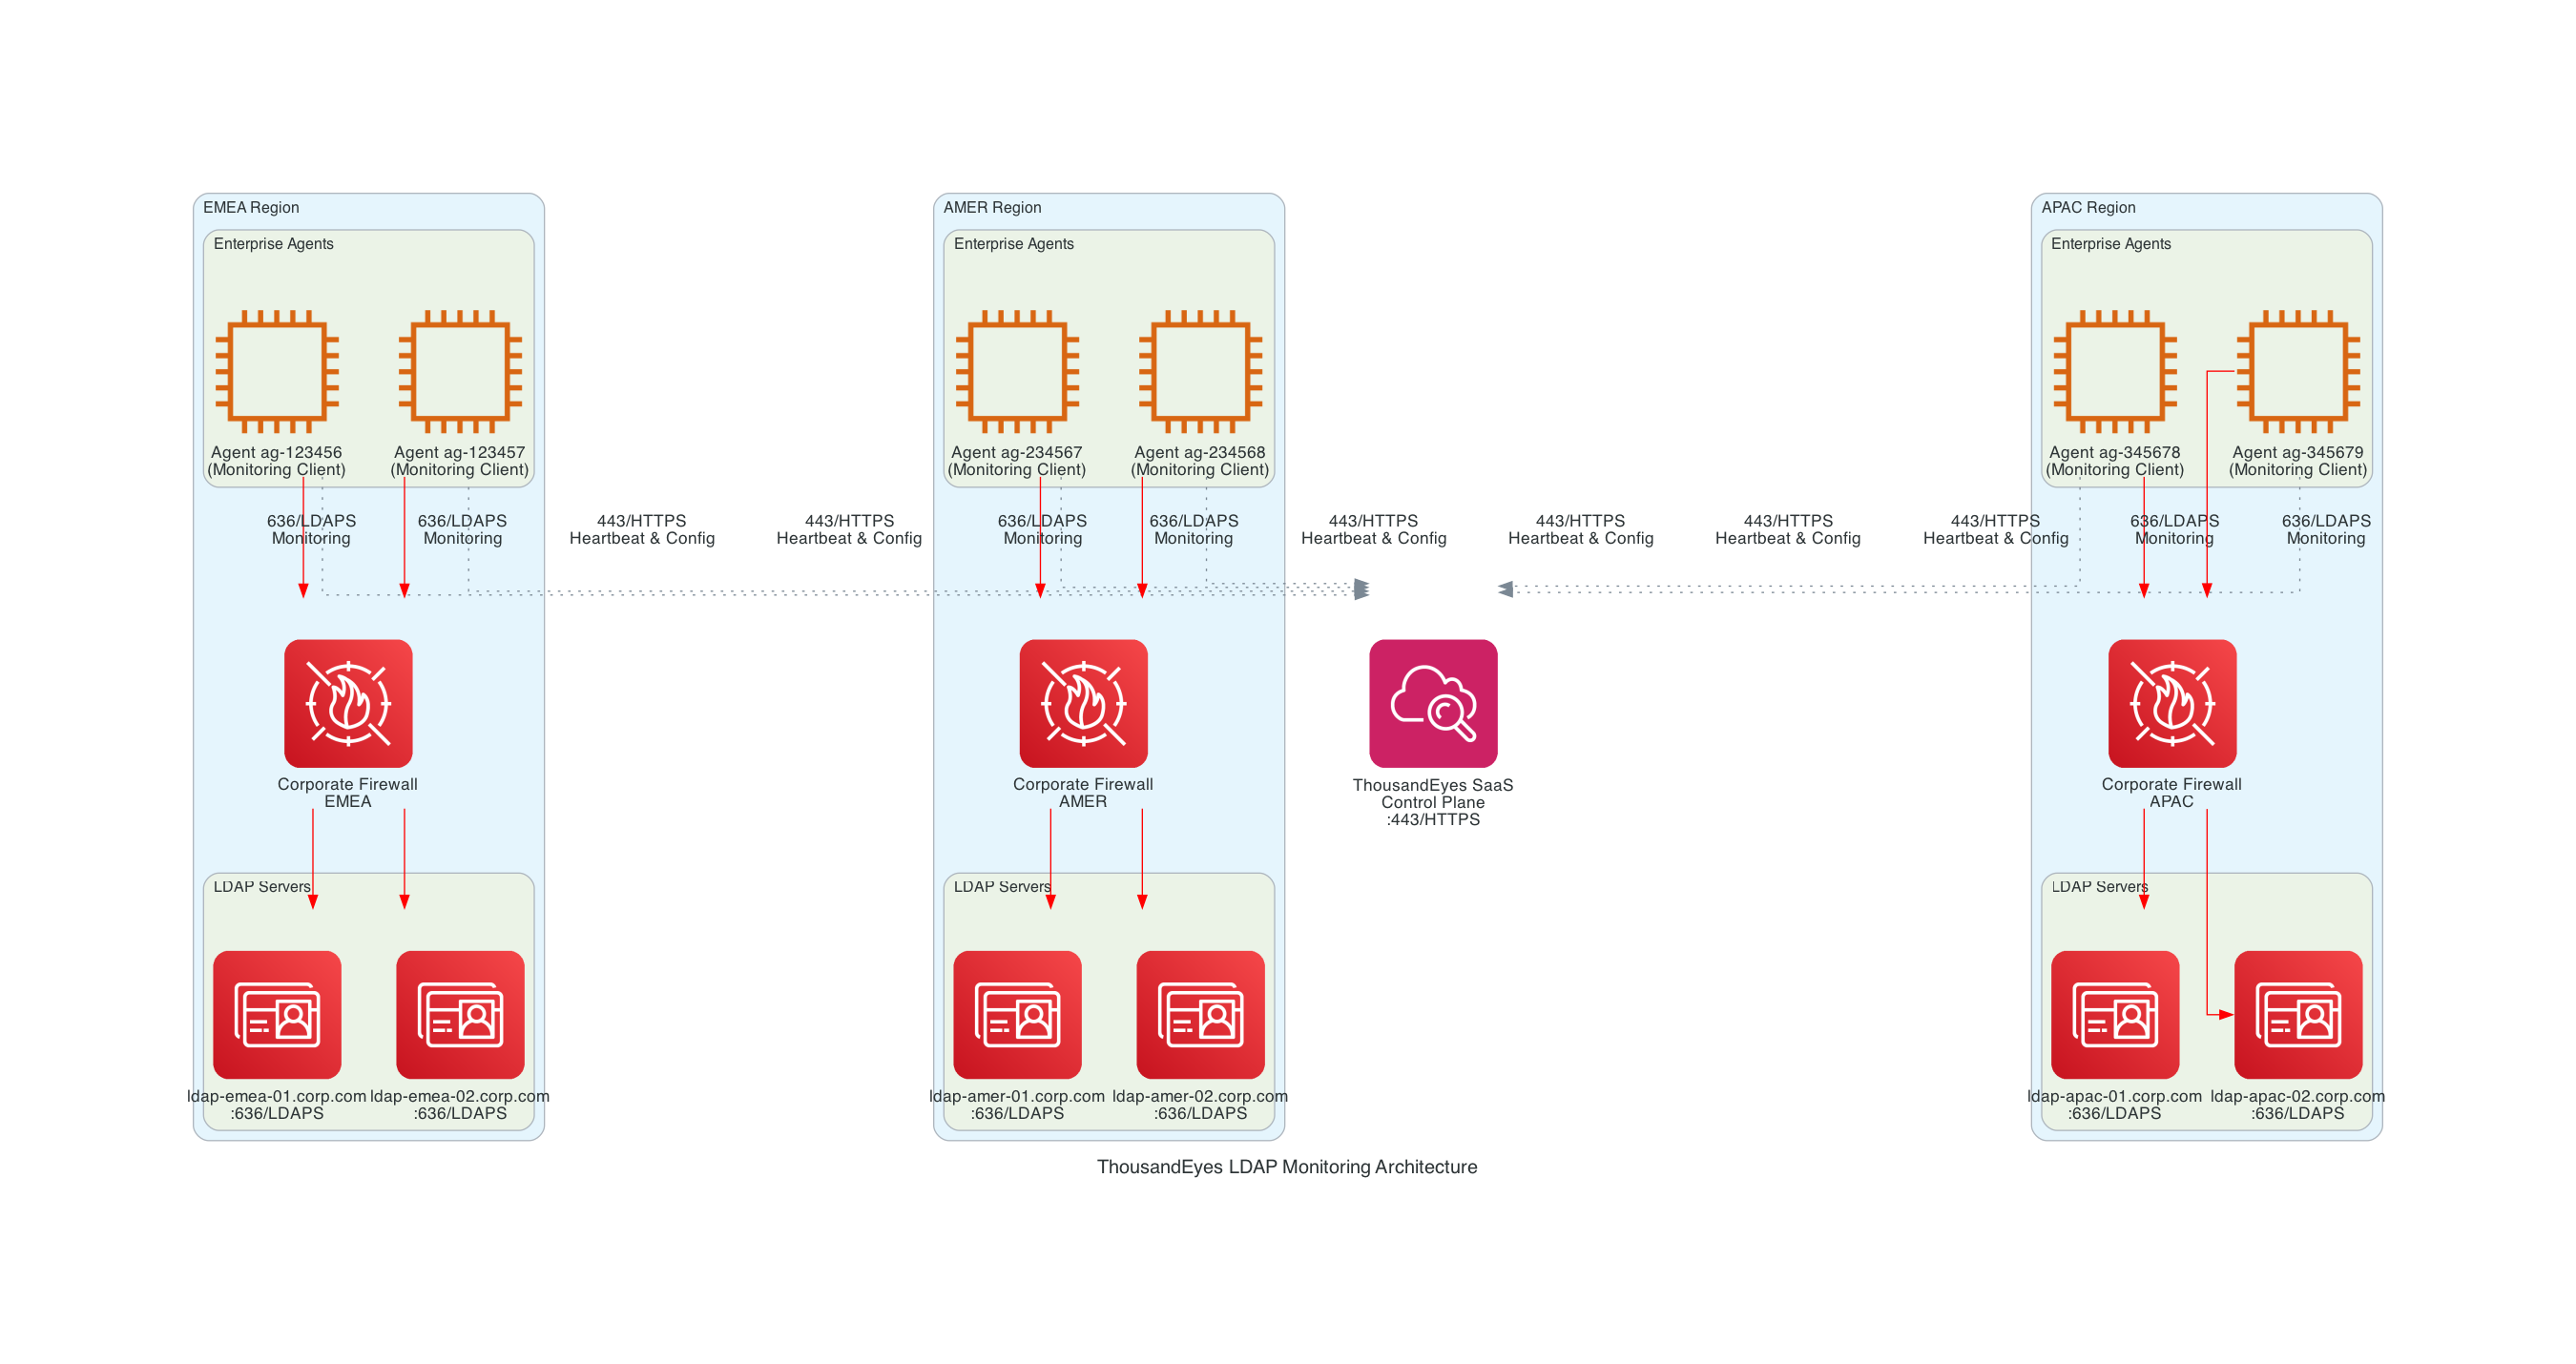 EMEA Region
Enterprise Agents
Agent ag-123456
(Monitoring Client)
Agent ag-123457
(Monitoring Client)
636/LDAPS
Monitoring
636/LDAPS
Monitoring
Corporate Firewall
EMEA
LDAP Servers
ldap-emea-01.corp.com
:636/LDAPS
ldap-emea-02.corp.com
:636/LDAPS
443/HTTPS
Heartbeat & Config
443/HTTPS
Heartbeat & Config
AMER Region
Enterprise Agents
Agent ag-234567
(Monitoring Client)
Agent ag-234568
(Monitoring Client)
636/LDAPS
Monitoring
636/LDAPS
Monitoring
Corporate Firewall
AMER
LDAP Servers
ldap-amer-01.corp.com
:636/LDAPS
ldap-amer-02.corp.com
:636/LDAPS
443/HTTPS
Heartbeat & Config
443/HTTPS
Heartbeat & Config
443/HTTPS
Heartbeat & Config
443/HTTPS
Heartbeat & Config
ThousandEyes SaaS
Control Plane
:443/HTTPS
APAC Region
Enterprise Agents
Agent ag-345678
(Monitoring Client)
Agent ag-345679
(Monitoring Client)
636/LDAPS
Monitoring
636/LDAPS
Monitoring
Corporate Firewall
APAC
LDAP Servers
ldap-apac-01.corp.com
:636/LDAPS
ldap-apac-02.corp.com
:636/LDAPS
ThousandEyes LDAP Monitoring Architecture